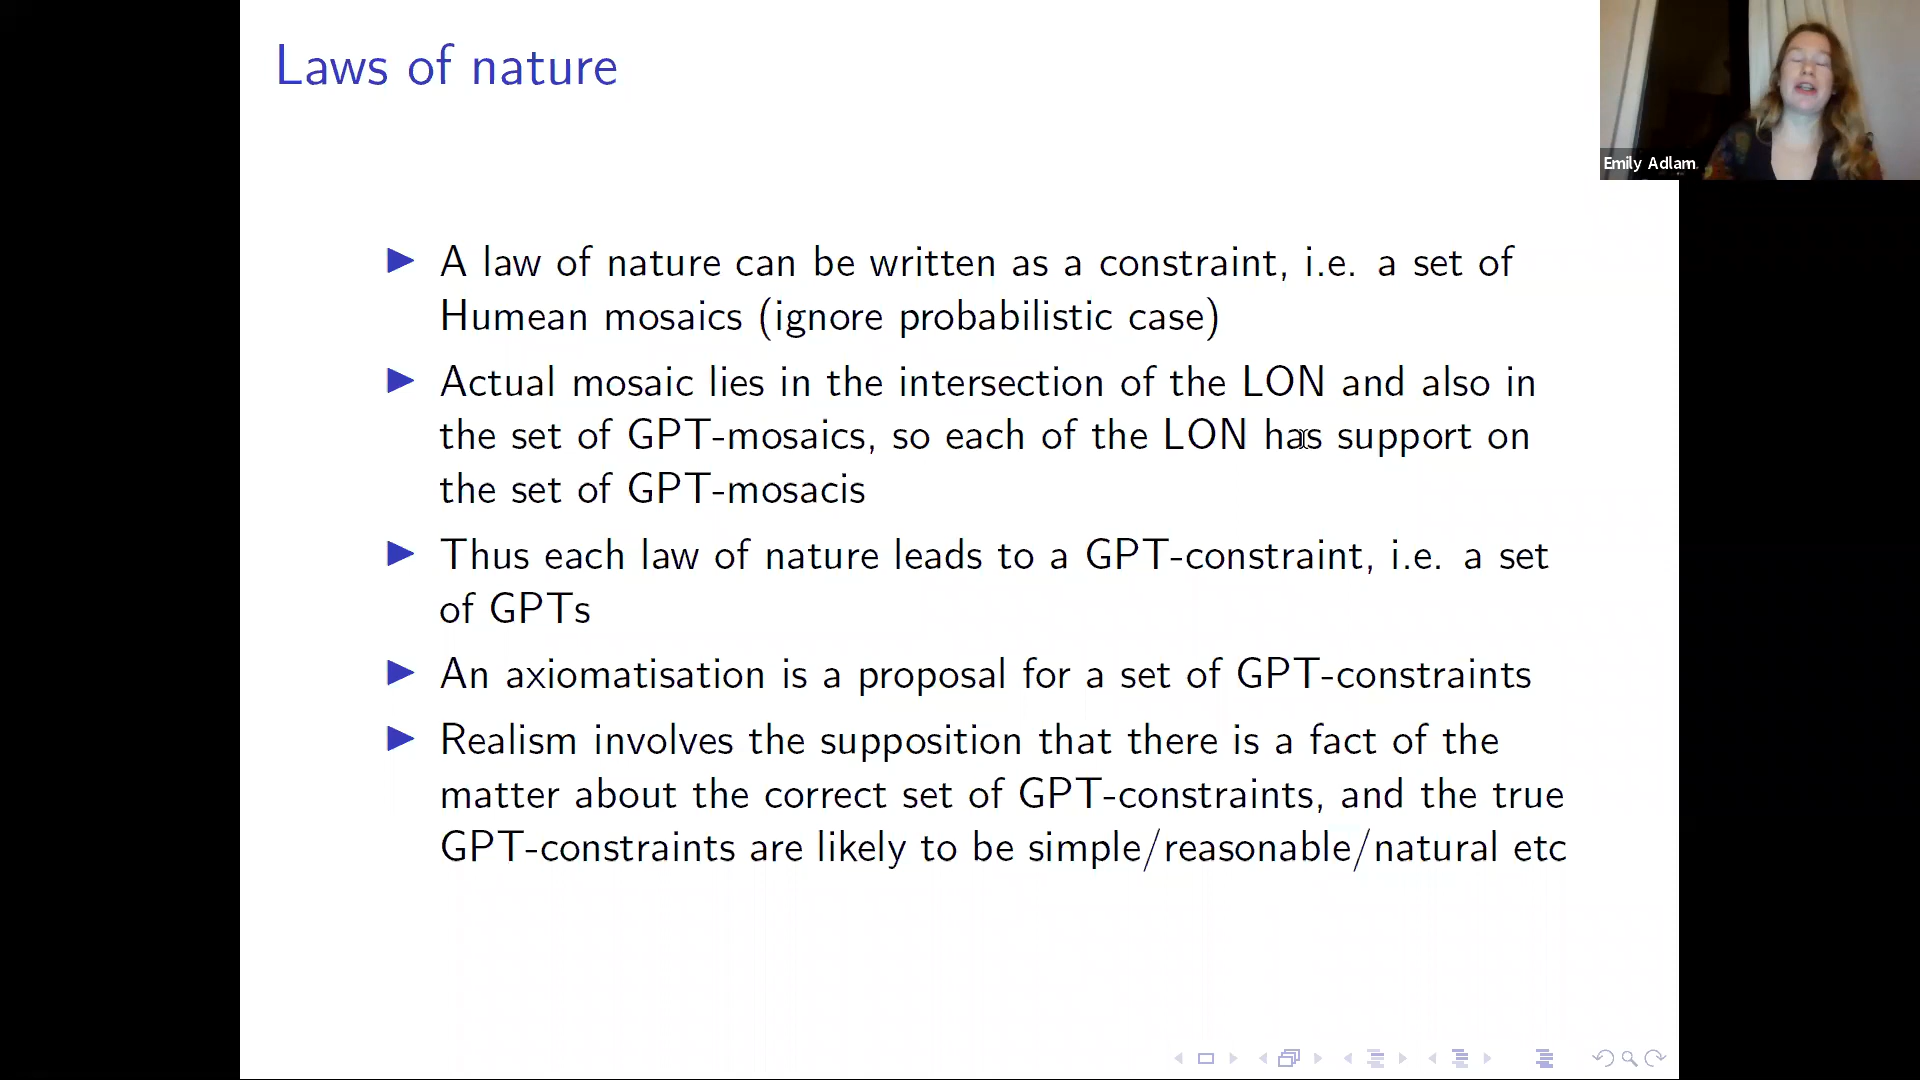 Laws of nature
Emily Adlam
A law of nature can be written as a constraint, i.e. a set of
Humean mosaics (ignore probabilistic case)
Actual mosaic lies in the intersection of the LON and also in
the set of GPT-mosaics, so each of the LON has support on
the set of GPT-mosacis
Thus each law of nature leads to a GPT-constraint, i.e. a set
of GPTs
An axiomatisation is a proposal for a set of GPT-constraints
Realism involves the supposition that there is a fact of the
matter about the correct set of GPT-constraints, and the true
GPT-constraints are likely to be simple/reasonable/natural etc